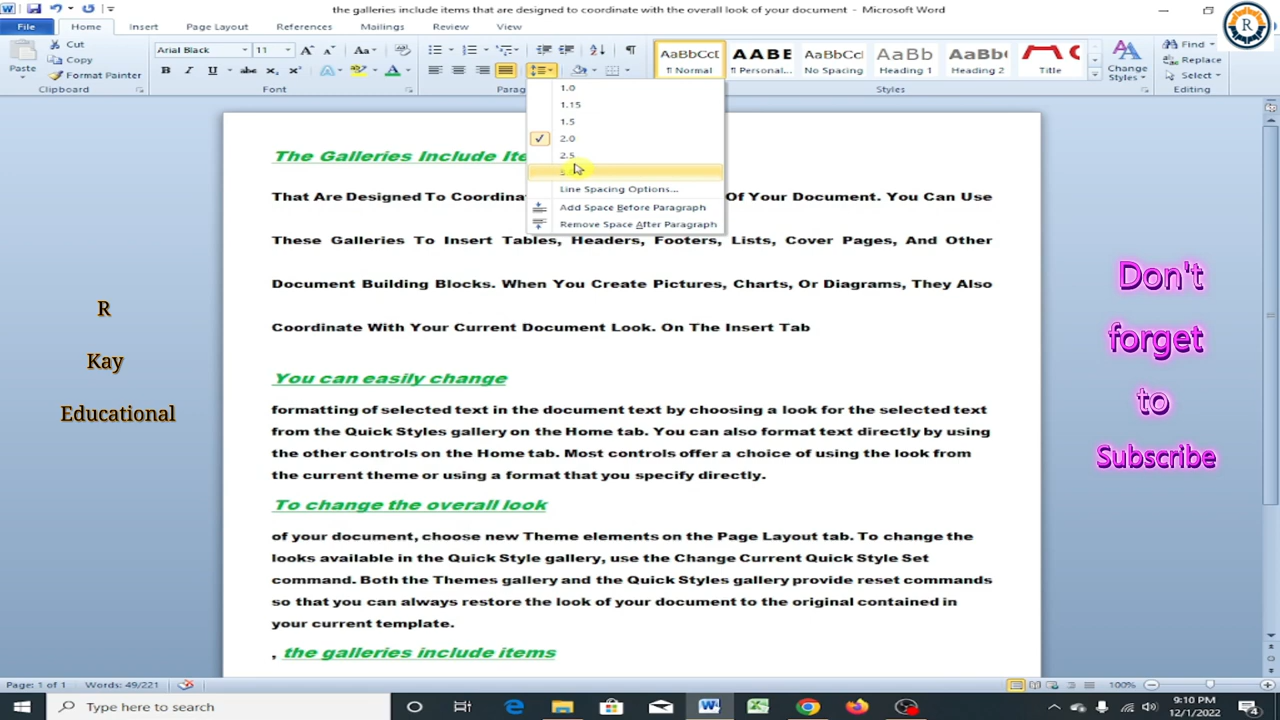 the galleries include items that are designed to coordinate with the overall look of your document - Microsoft Word
File Home Insert Page Layout References Mailings Review View
R
Paste
Cut
Copy
Format Painter
Clipboard
Arial Black 11
Font
Parag
AaBbCcI AaBbCc AaBbCcI AaBb AaBbC
¶ Normal ¶ Personal... No Spacing Heading 1 Heading 2 Title
Styles
Change
Styles
Find
Replace
Select
Editing
1.0
1.15
1.5
2.0
2.5
Line Spacing Options...
Add Space Before Paragraph
Remove Space After Paragraph
The Galleries Include Ite
That Are Designed To Coordina Of Your Document. You Can Use
These Galleries To Insert Tables, Headers, Footers, Lists, Cover Pages, And Other
Document Building Blocks. When You Create Pictures, Charts, Or Diagrams, They Also
Coordinate With Your Current Document Look. On The Insert Tab
You can easily change
formatting of selected text in the document text by choosing a look for the selected text
from the Quick Styles gallery on the Home tab. You can also format text directly by using
the other controls on the Home tab. Most controls offer a choice of using the look from
the current theme or using a format that you specify directly.
To change the overall look
of your document, choose new Theme elements on the Page Layout tab. To change the
looks available in the Quick Style gallery, use the Change Current Quick Style Set
command. Both the Themes gallery and the Quick Styles gallery provide reset commands
so that you can always restore the look of your document to the original contained in
your current template.
, the galleries include items
R
Kay
Educational
Don't
forget
to
Subscribe
Page: 1 of 1 Words: 49/221 100%
Type here to search
9:10 PM
12/1/2022
4